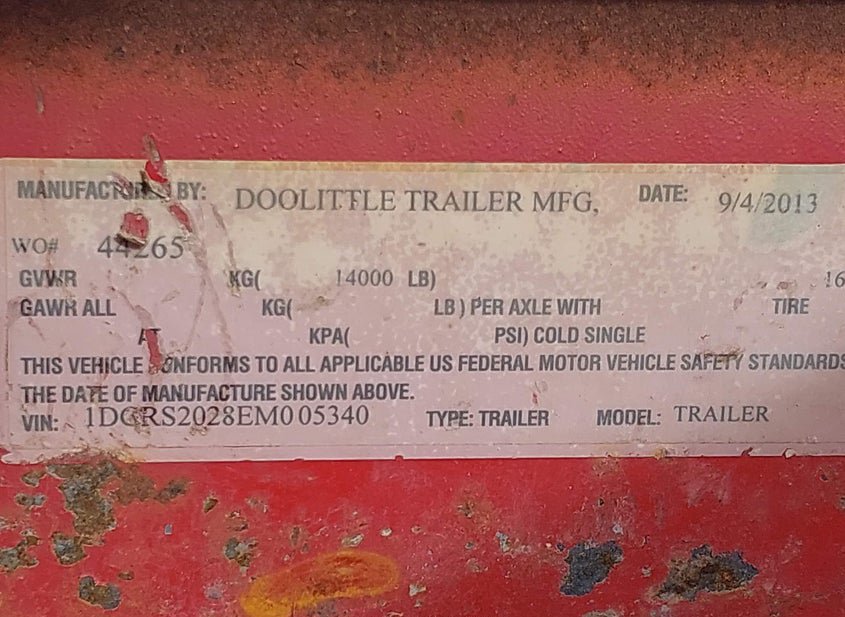 MANUFACTURED BY: DOOLITTLE TRAILER MFG, DATE: 9/4/2013
WO# 44265
GVWR KG( 14000 LB) 16
GAWR ALL KG( LB) PER AXLE WITH TIRE
AT KPA( PSI) COLD SINGLE
THIS VEHICLE CONFORMS TO ALL APPLICABLE US FEDERAL MOTOR VEHICLE SAFETY STANDARDS
THE DATE OF MANUFACTURE SHOWN ABOVE.
VIN: 1DGRS2028EM005340 TYPE: TRAILER MODEL: TRAILER